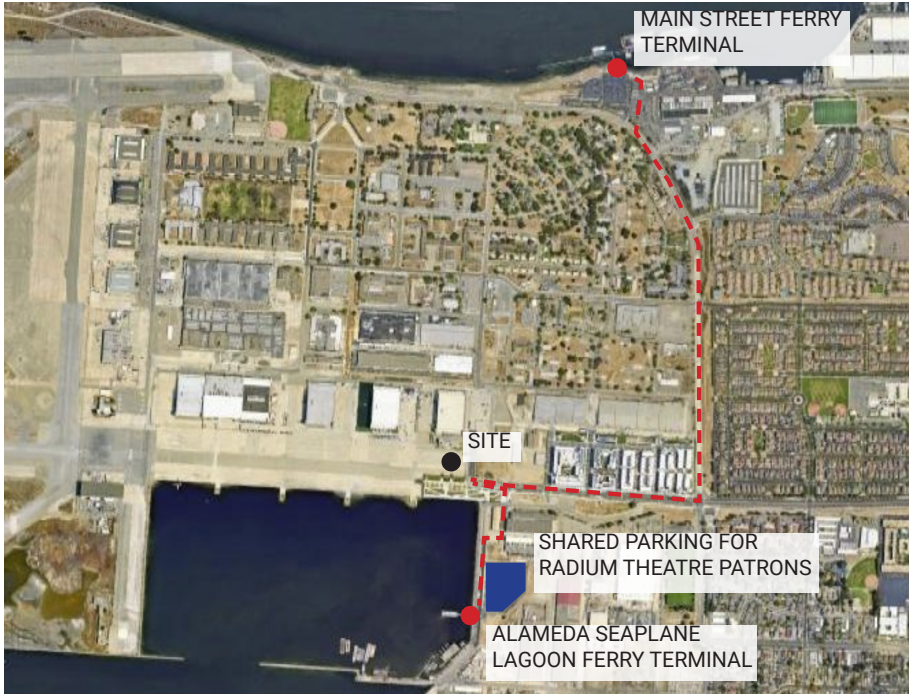 MAIN STREET FERRY
TERMINAL
SITE
SHARED PARKING FOR
RADIUM THEATRE PATRONS
ALAMEDA SEAPLANE
LAGOON FERRY TERMINAL